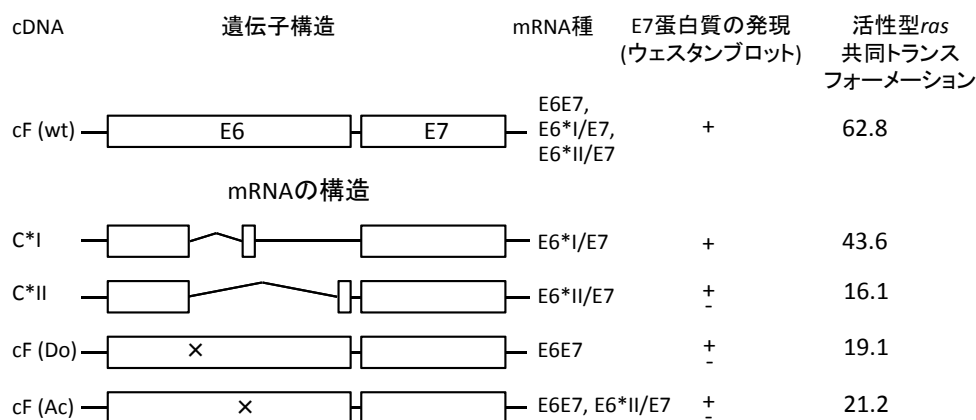 cDNA 遺伝子構造 mRNA種 E7蛋白質の発現 活性型ras
(ウェスタンブロット) 共同トランス
フォーメーション
cF (wt) E6 E7 E6E7, + 62.8
E6*I/E7,
E6*II/E7
mRNAの構造
C*I E6*I/E7 + 43.6
C*II E6*II/E7 + 16.1
-
cF (Do) × E6E7 + 19.1
-
cF (Ac) × E6E7, E6*II/E7 + 21.2
-